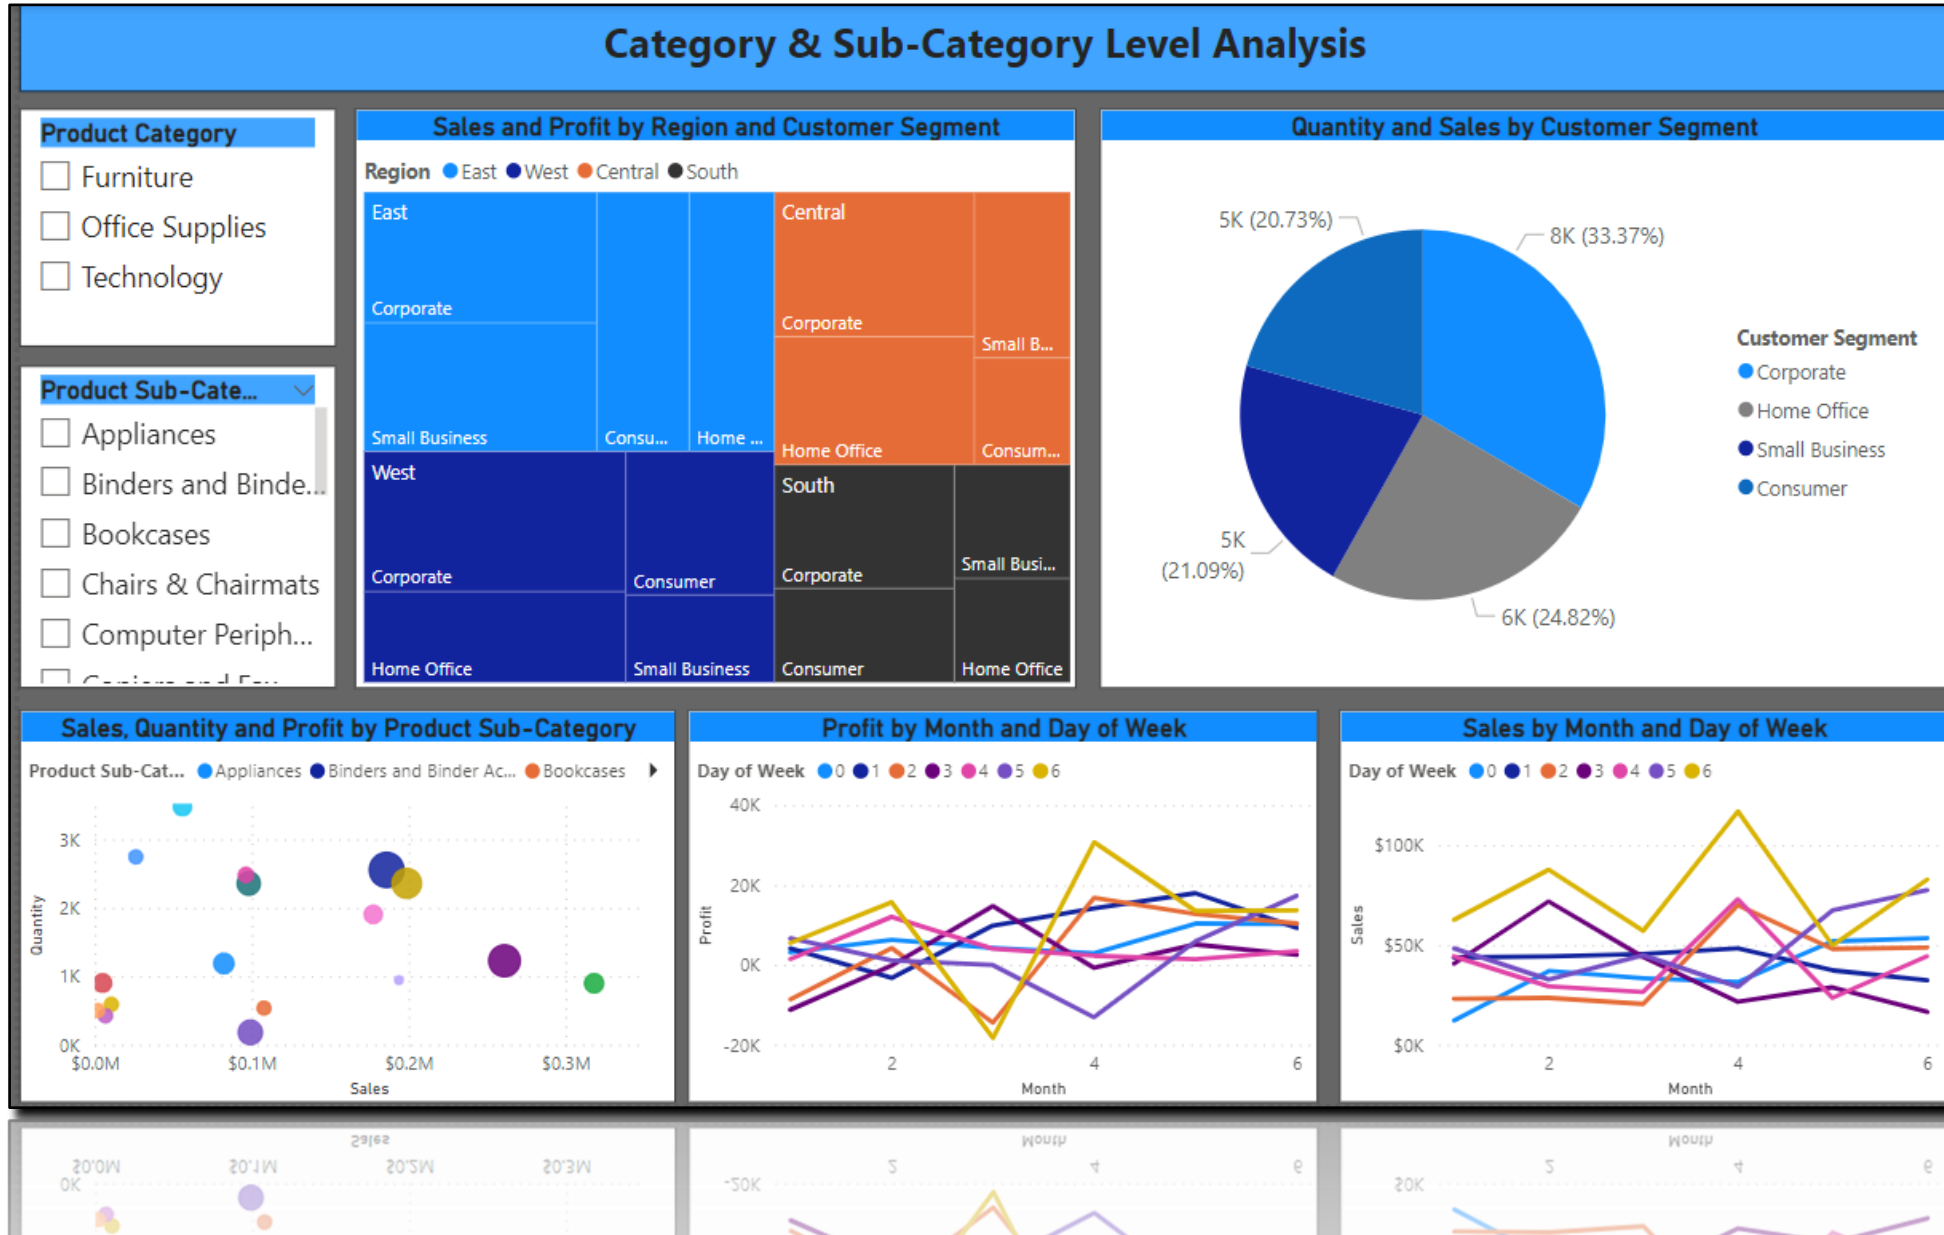 Category & Sub-Category Level Analysis
Product Category
Furniture
Office Supplies
Technology
Product Sub-Cate...
Appliances
Binders and Binde...
Bookcases
Chairs & Chairmats
Computer Periph...
Sales and Profit by Region and Customer Segment
Region East West Central South
East
Corporate
Small Business
Consu...
Home ...
Central
Corporate
Small B...
Home Office
Consum...
West
Corporate
Consumer
Home Office
Small Business
South
Corporate
Small Busi...
Consumer
Home Office
Quantity and Sales by Customer Segment
5K (20.73%)
8K (33.37%)
5K
(21.09%)
6K (24.82%)
Customer Segment
Corporate
Home Office
Small Business
Consumer
Sales, Quantity and Profit by Product Sub-Category
Product Sub-Cat... Appliances Binders and Binder Ac... Bookcases
Quantity
3K
2K
1K
0K
$0.0M $0.1M $0.2M $0.3M
Sales
Profit by Month and Day of Week
Day of Week 0 1 2 3 4 5 6
Profit
40K
20K
0K
-20K
2 4 6
Month
Sales by Month and Day of Week
Day of Week 0 1 2 3 4 5 6
Sales
$100K
$50K
$0K
2 4 6
Month